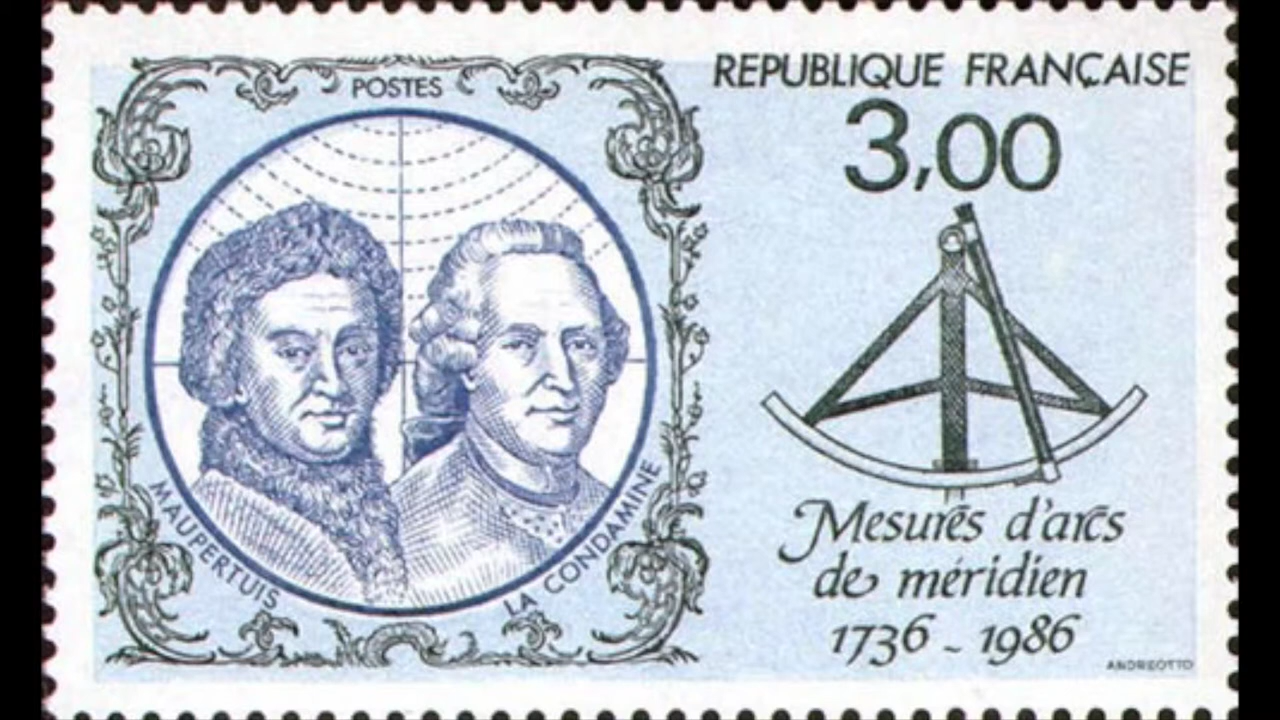 POSTES
MAUPERTUIS
LA CONDAMINE
REPUBLIQUE FRANÇAISE
3,00
Mesures d'arcs
de méridien
1736 - 1986
ANDREOTTO